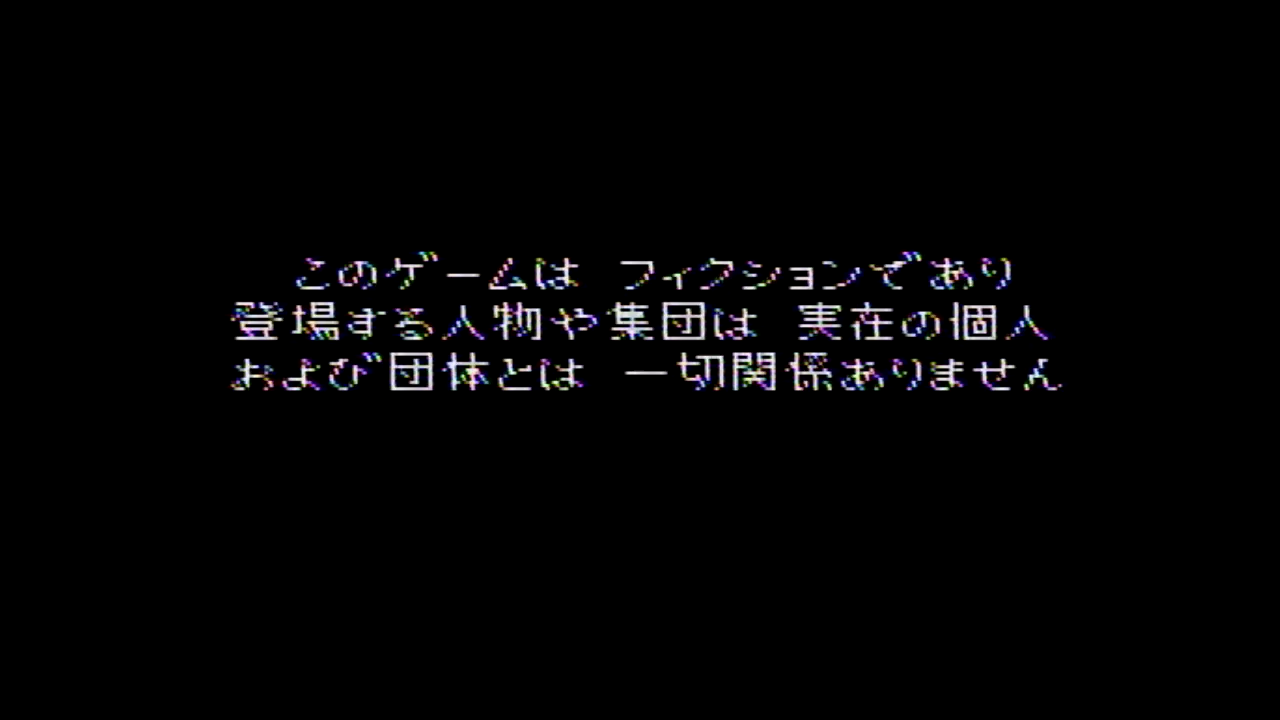 このゲームは フィクションであり
登場する人物や集団は 実在の個人
および団体とは 一切関係ありません